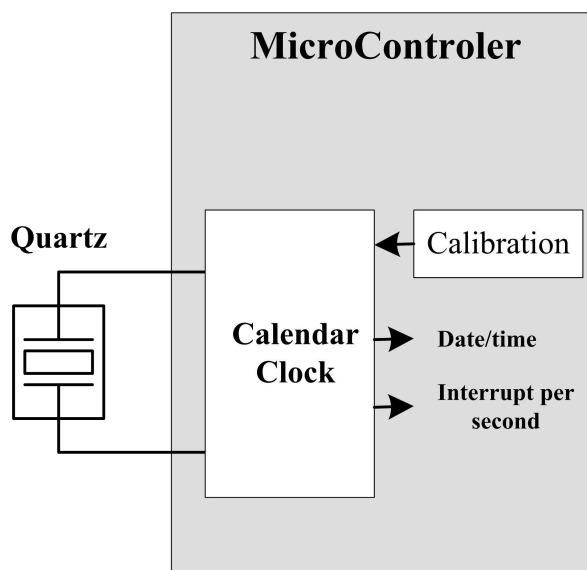 MicroControler
Quartz
Calibration
Calendar
Clock
Date/time
Interrupt per
second